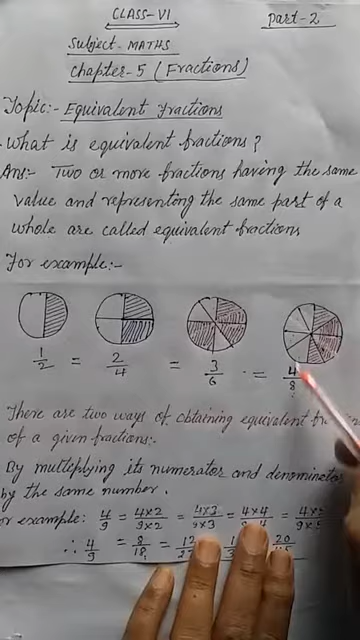 CLASS-VI Part-2
Subject-MATHS
Chapter-5 (Fractions)
Topic:- Equivalent Fractions
What is equivalent fractions?
Ans:- Two or more fractions having the same
value and representing the same part of a
whole are called equivalent fractions
For example:-
1/2 = 2/4 = 3/6 = 4/8
There are two ways of obtaining equivalent
of a given fractions:-
By multeplying its numerator and denominator
by the same number.
For example: 4/9 = 4×2/9×2 = 4×3/9×3 = 4×4/ =
∴ 4/9 = 8/18 = 20/